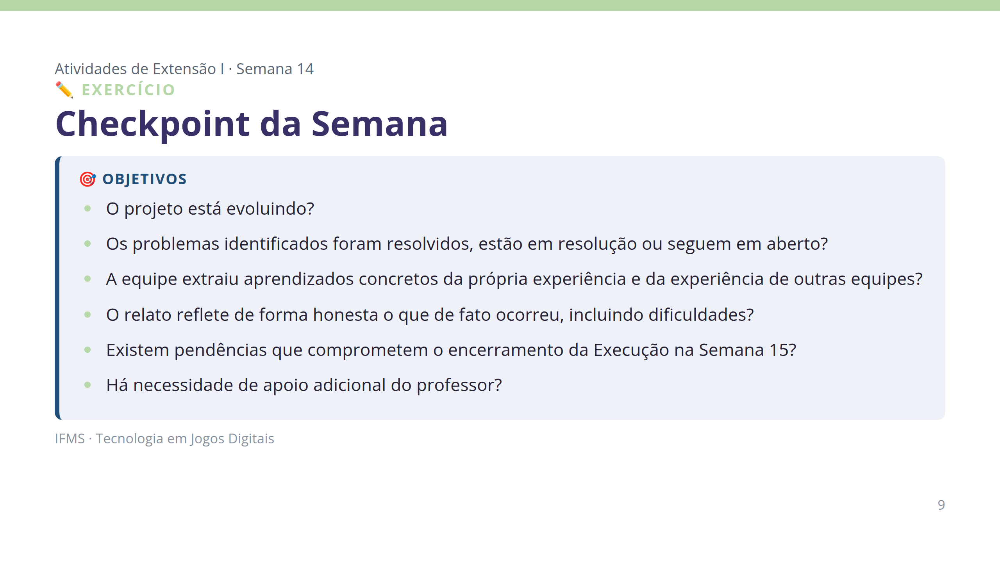 Atividades de Extensão I · Semana 14
✏️ EXERCÍCIO
Checkpoint da Semana
🎯 OBJETIVOS
O projeto está evoluindo?
Os problemas identificados foram resolvidos, estão em resolução ou seguem em aberto?
A equipe extraiu aprendizados concretos da própria experiência e da experiência de outras equipes?
O relato reflete de forma honesta o que de fato ocorreu, incluindo dificuldades?
Existem pendências que comprometem o encerramento da Execução na Semana 15?
Há necessidade de apoio adicional do professor?
IFMS · Tecnologia em Jogos Digitais
9